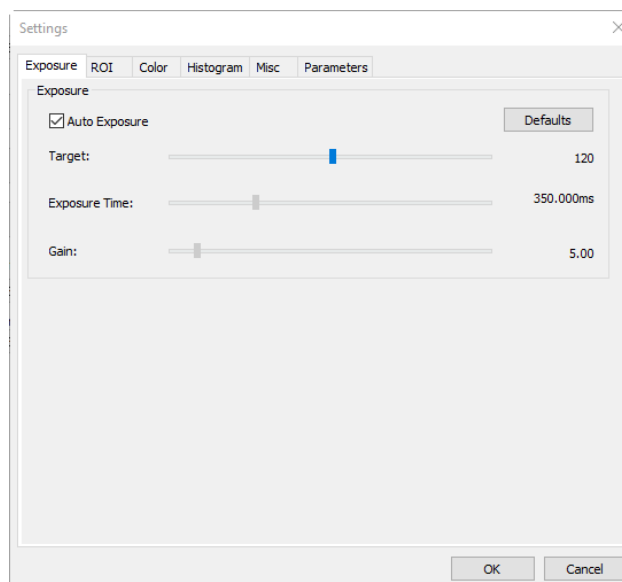 Settings
Exposure ROI Color Histogram Misc Parameters
Exposure
Auto Exposure Defaults
Target: 120
Exposure Time: 350.000ms
Gain: 5.00
OK Cancel